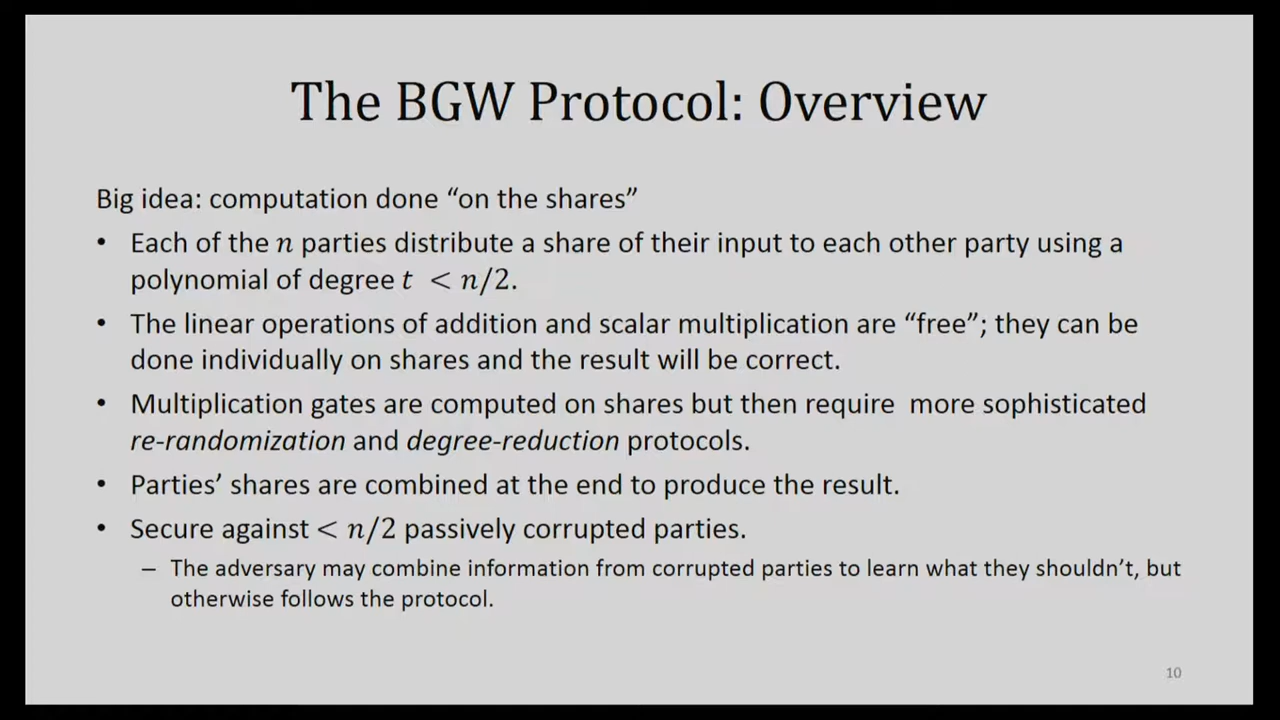 The BGW Protocol: Overview
Big idea: computation done “on the shares”
• Each of the n parties distribute a share of their input to each other party using a
polynomial of degree t < n/2.
• The linear operations of addition and scalar multiplication are “free”; they can be
done individually on shares and the result will be correct.
• Multiplication gates are computed on shares but then require more sophisticated
re-randomization and degree-reduction protocols.
• Parties’ shares are combined at the end to produce the result.
• Secure against < n/2 passively corrupted parties.
– The adversary may combine information from corrupted parties to learn what they shouldn’t, but
otherwise follows the protocol.
10